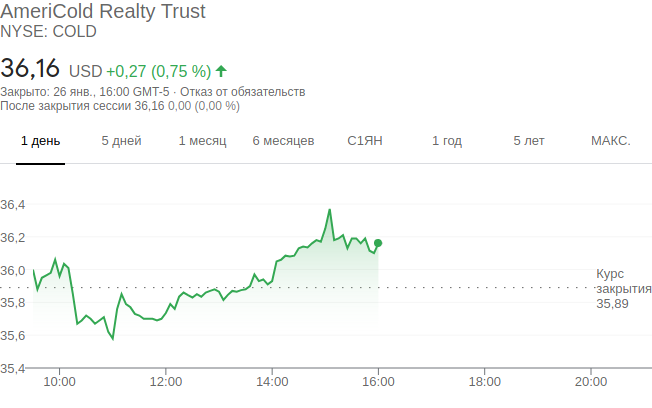 AmeriCold Realty Trust
NYSE: COLD
36,16 USD +0,27 (0,75 %)
Закрыто: 26 янв., 16:00 GMT-5 · Отказ от обязательств
После закрытия сессии 36,16 0,00 (0,00 %)
1 день 5 дней 1 месяц 6 месяцев С1ЯН 1 год 5 лет МАКС.
36,4
36,2
36,0
35,8
35,6
35,4
Курс
закрытия
35,89
10:00 12:00 14:00 16:00 18:00 20:00